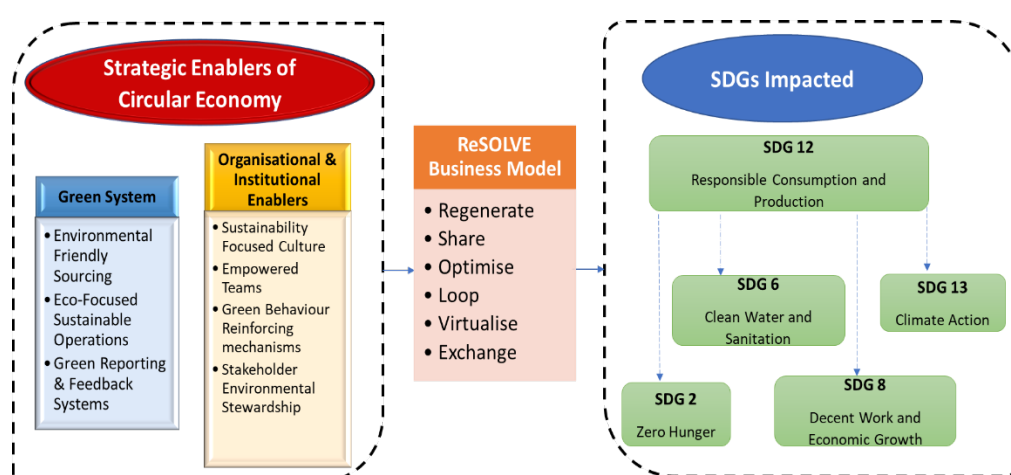 Strategic Enablers of
Circular Economy
Green System
• Environmental
Friendly
Sourcing
• Eco-Focused
Sustainable
Operations
• Green Reporting
& Feedback
Systems
Organisational &
Institutional
Enablers
• Sustainability
Focused Culture
• Empowered
Teams
• Green Behaviour
Reinforcing
mechanisms
• Stakeholder
Environmental
Stewardship
ReSOLVE
Business Model
• Regenerate
• Share
• Optimise
• Loop
• Virtualise
• Exchange
SDGs Impacted
SDG 12
Responsible Consumption and
Production
SDG 6
Clean Water and
Sanitation
SDG 13
Climate Action
SDG 2
Zero Hunger
SDG 8
Decent Work and
Economic Growth